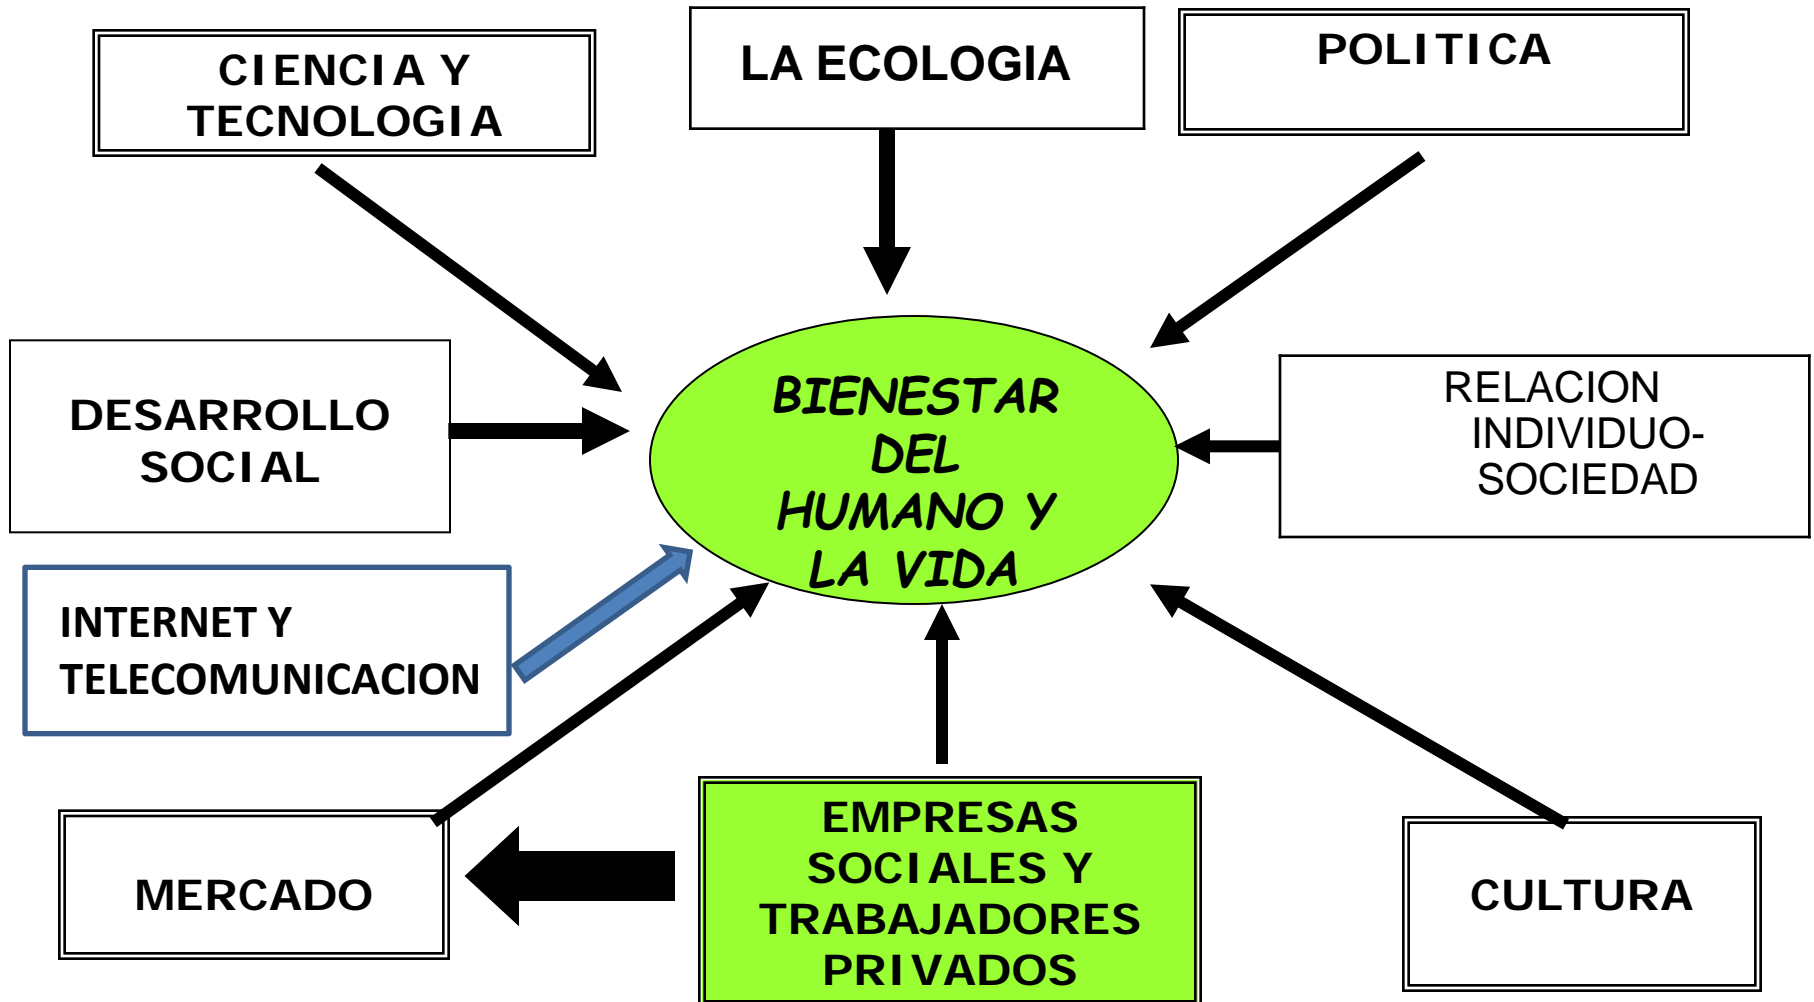 CIENCIA Y
TECNOLOGIA
LA ECOLOGIA
POLITICA
DESARROLLO
SOCIAL
BIENESTAR
DEL
HUMANO Y
LA VIDA
RELACION
INDIVIDUO-
SOCIEDAD
INTERNET Y
TELECOMUNICACION
MERCADO
EMPRESAS
SOCIALES Y
TRABAJADORES
PRIVADOS
CULTURA